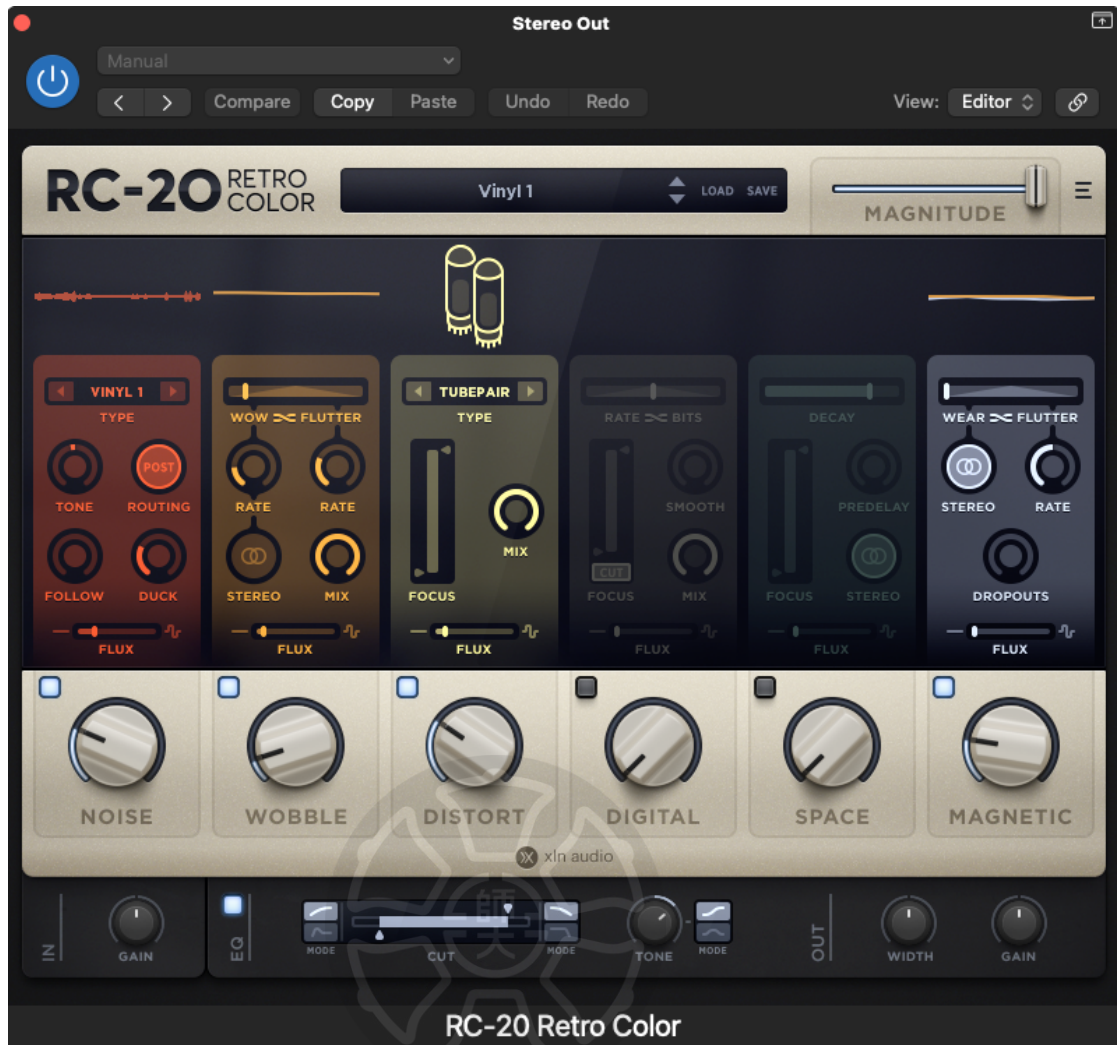 Stereo Out
Manual
Compare Copy Paste Undo Redo View: Editor
RC-20 RETRO COLOR Vinyl 1 LOAD SAVE MAGNITUDE
VINYL 1
TYPE
TONE ROUTING POST
FOLLOW DUCK
FLUX
WOW FLUTTER
RATE RATE
STEREO MIX
FLUX
TUBEPAIR
TYPE
MIX
FOCUS
FLUX
RATE BITS
SMOOTH
CUT
FOCUS MIX
FLUX
DECAY
PREDELAY
FOCUS STEREO
FLUX
WEAR FLUTTER
STEREO RATE
DROPOUTS
FLUX
NOISE WOBBLE DISTORT DIGITAL SPACE MAGNETIC
xln audio
IN GAIN EQ MODE CUT MODE TONE MODE OUT WIDTH GAIN
師大
RC-20 Retro Color